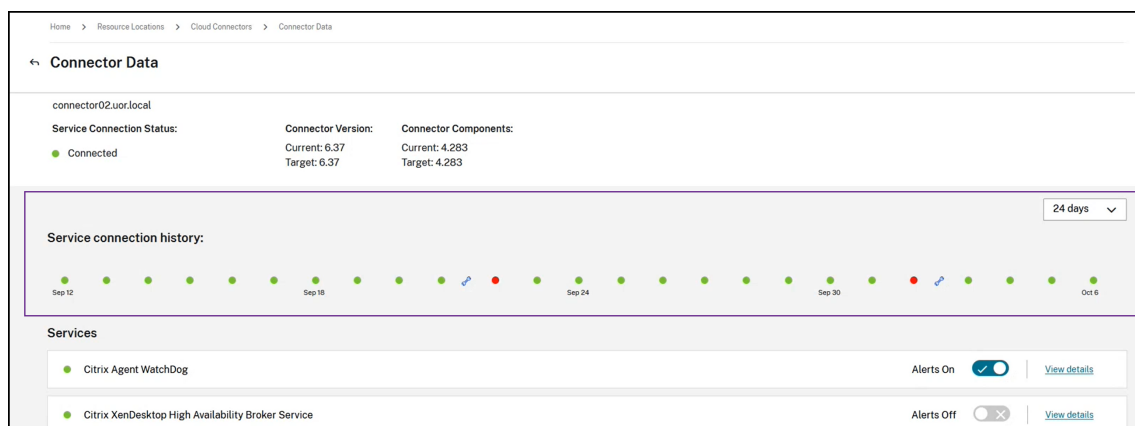 Home > Resource Locations > Cloud Connectors > Connector Data
Connector Data
connector02.uor.local
Service Connection Status: Connector Version: Connector Components:
Connected Current: 6.37 Current: 4.283
Target: 6.37 Target: 4.283
24 days
Service connection history:
Sep 12 Sep 18 Sep 24 Sep 30 Oct 6
Services
Citrix Agent WatchDog Alerts On View details
Citrix XenDesktop High Availability Broker Service Alerts Off View details